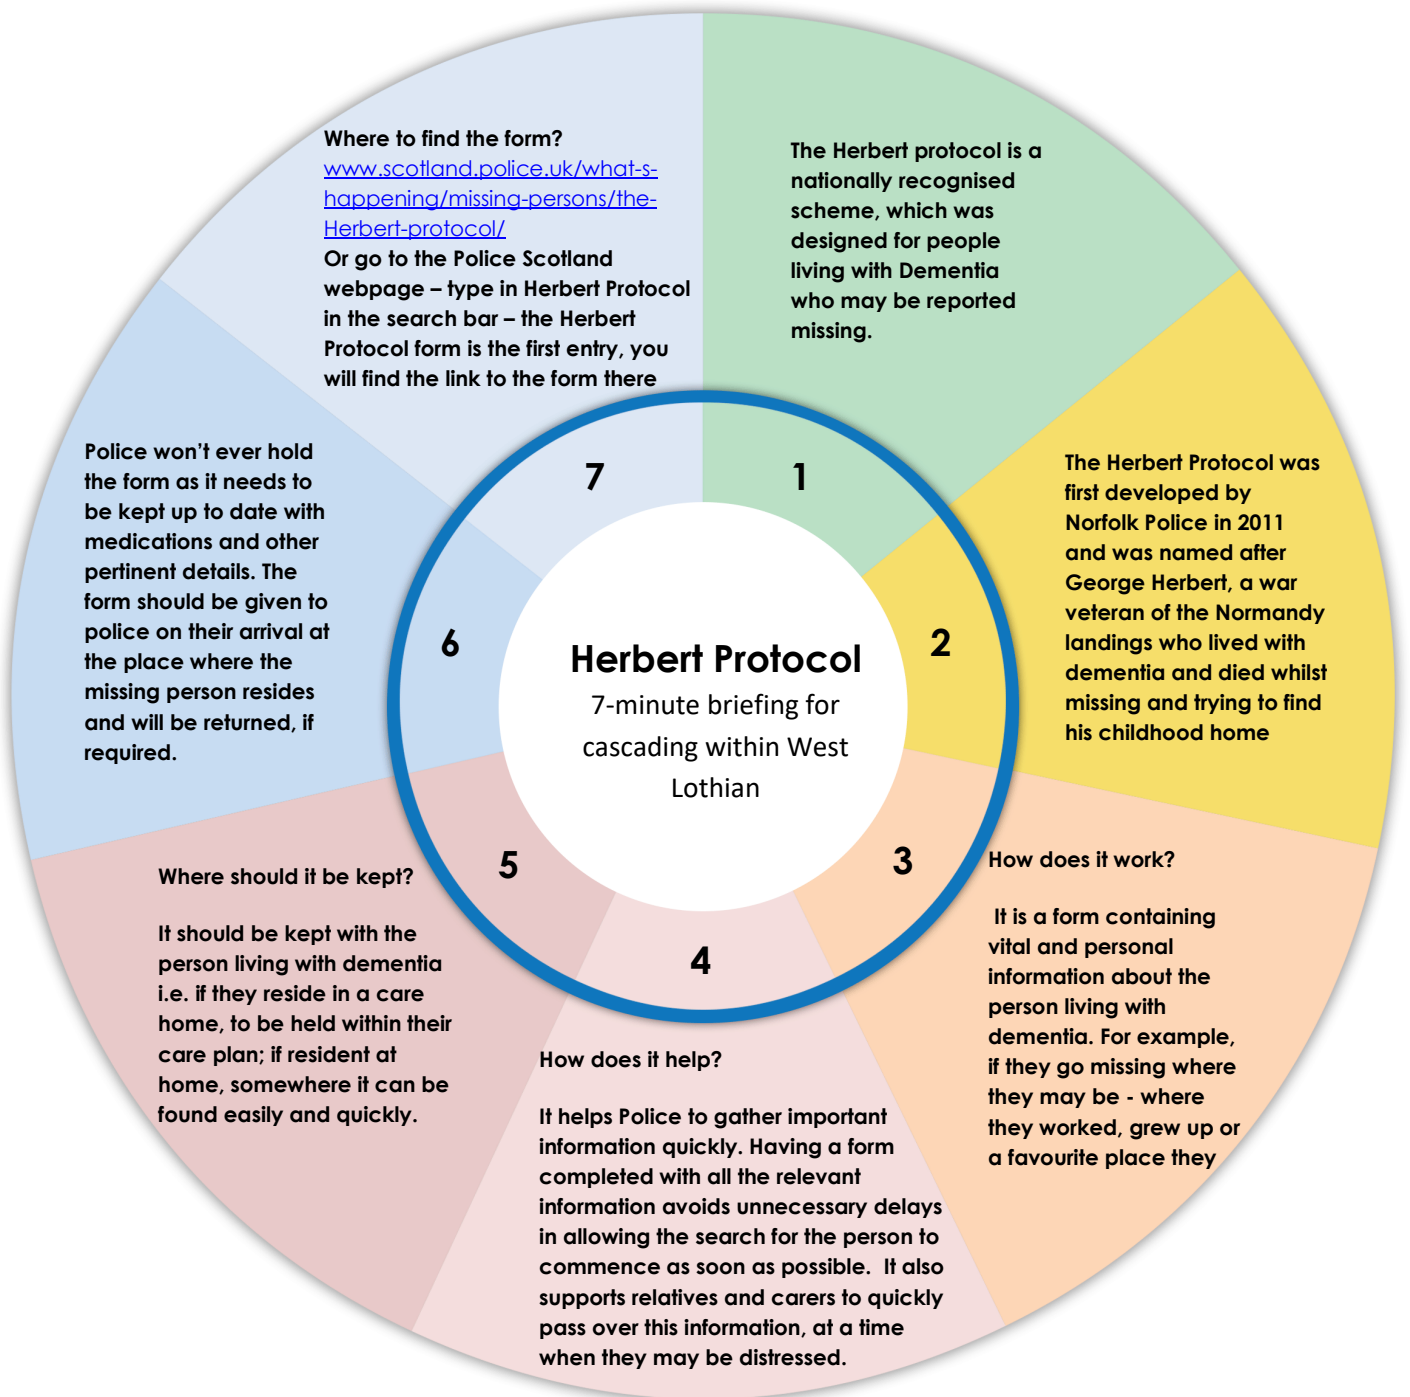 Herbert Protocol
7-minute briefing for
cascading within West
Lothian
1
The Herbert protocol is a
nationally recognised
scheme, which was
designed for people
living with Dementia
who may be reported
missing.
2
The Herbert Protocol was
first developed by
Norfolk Police in 2011
and was named after
George Herbert, a war
veteran of the Normandy
landings who lived with
dementia and died whilst
missing and trying to find
his childhood home
3
How does it work?
It is a form containing
vital and personal
information about the
person living with
dementia. For example,
if they go missing where
they may be - where
they worked, grew up or
a favourite place they
4
How does it help?
It helps Police to gather important
information quickly. Having a form
completed with all the relevant
information avoids unnecessary delays
in allowing the search for the person to
commence as soon as possible.  It also
supports relatives and carers to quickly
pass over this information, at a time
when they may be distressed.
5
Where should it be kept?
It should be kept with the
person living with dementia
i.e. if they reside in a care
home, to be held within their
care plan; if resident at
home, somewhere it can be
found easily and quickly.
6
Police won’t ever hold
the form as it needs to
be kept up to date with
medications and other
pertinent details. The
form should be given to
police on their arrival at
the place where the
missing person resides
and will be returned, if
required.
7
Where to find the form?
www.scotland.police.uk/what-s-
happening/missing-persons/the-
Herbert-protocol/
Or go to the Police Scotland
webpage – type in Herbert Protocol
in the search bar – the Herbert
Protocol form is the first entry, you
will find the link to the form there